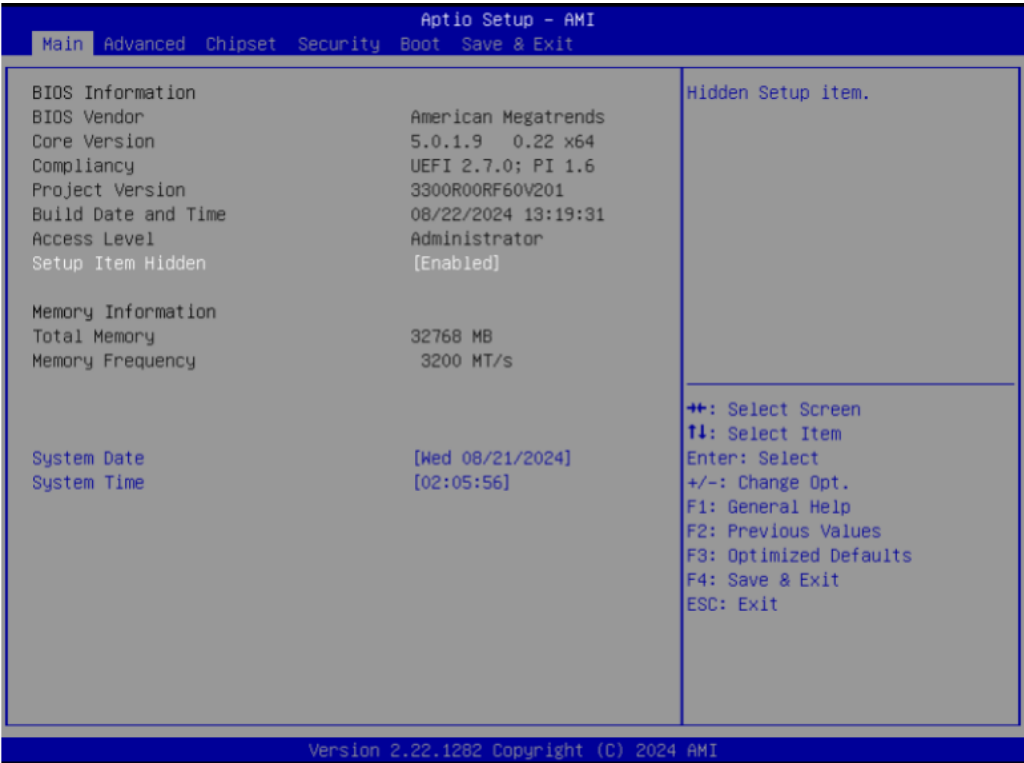 Aptio Setup – AMI
Main Advanced Chipset Security Boot Save & Exit
BIOS Information
BIOS Vendor American Megatrends
Core Version 5.0.1.9 0.22 x64
Compliancy UEFI 2.7.0; PI 1.6
Project Version 3300R00RF60V201
Build Date and Time 08/22/2024 13:19:31
Access Level Administrator
Setup Item Hidden [Enabled]
Memory Information
Total Memory 32768 MB
Memory Frequency 3200 MT/s
System Date [Wed 08/21/2024]
System Time [02:05:56]
Hidden Setup item.
→←: Select Screen
↑↓: Select Item
Enter: Select
+/-: Change Opt.
F1: General Help
F2: Previous Values
F3: Optimized Defaults
F4: Save & Exit
ESC: Exit
Version 2.22.1282 Copyright (C) 2024 AMI